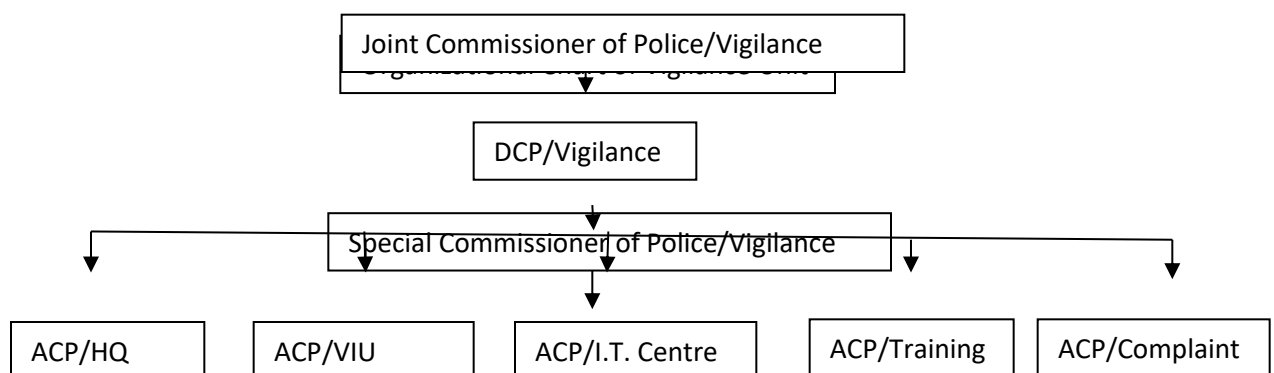 Joint Commissioner of Police/Vigilance
DCP/Vigilance
Special Commissioner of Police/Vigilance
ACP/HQ
ACP/VIU
ACP/I.T. Centre
ACP/Training
ACP/Complaint